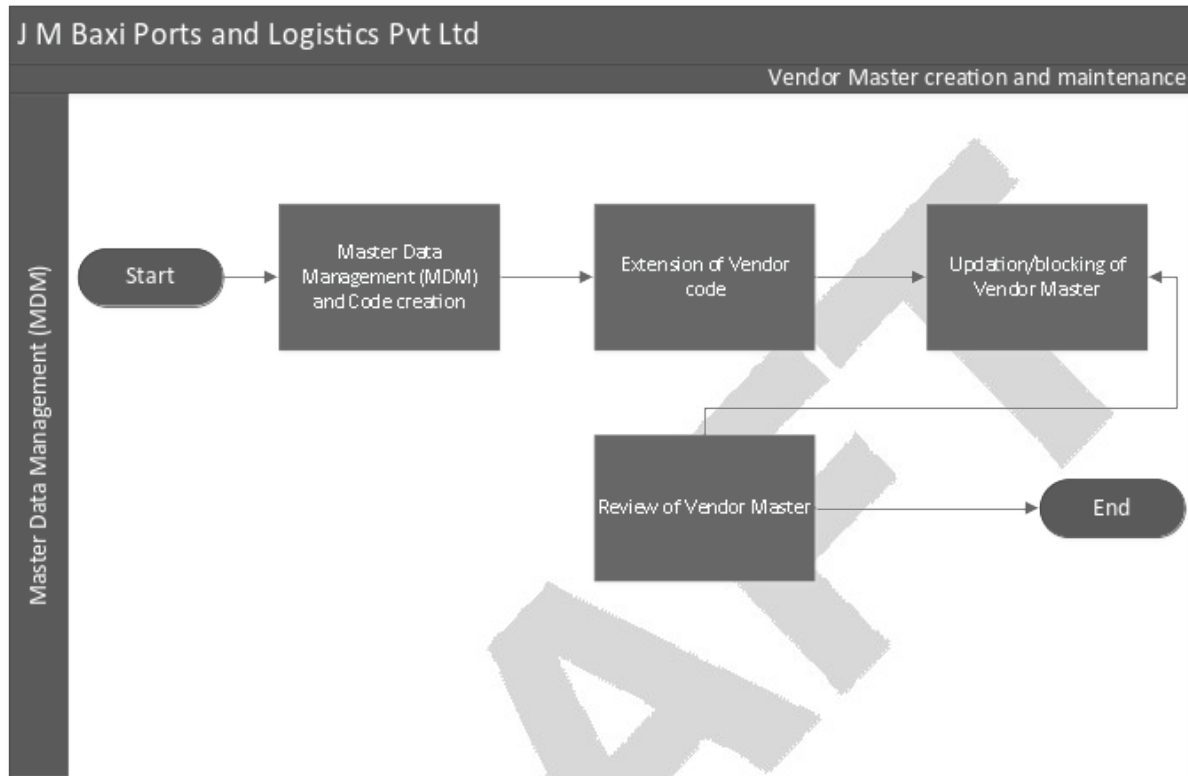 J M Baxi Ports and Logistics Pvt Ltd
Vendor Master creation and maintenance
Master Data Management (MDM)
Start
Master Data
Management (MDM)
and Code creation
Extension of Vendor
code
Updation/blocking of
Vendor Master
Review of Vendor Master
End